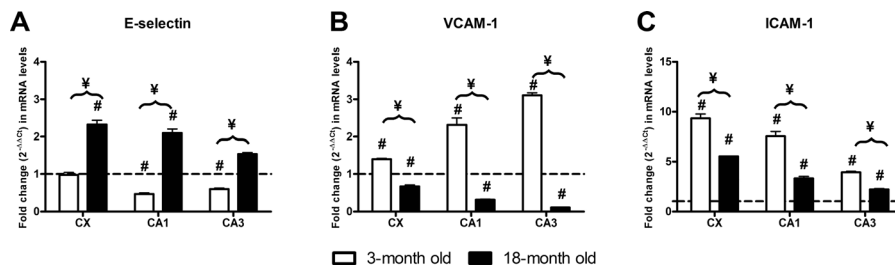 A
E-selectin
Fold change (2^-ΔΔCt) in mRNA levels
4
3
2
1
0
¥
#
¥
#
#
¥
#
CX
CA1
CA3
B
VCAM-1
Fold change (2^-ΔΔCt) in mRNA levels
4
3
2
1
0
¥
#
#
¥
#
#
¥
#
#
CX
CA1
CA3
C
ICAM-1
Fold change (2^-ΔΔCt) in mRNA levels
15
10
5
0
¥
#
#
¥
#
#
¥
#
#
CX
CA1
CA3
3-month old 18-month old